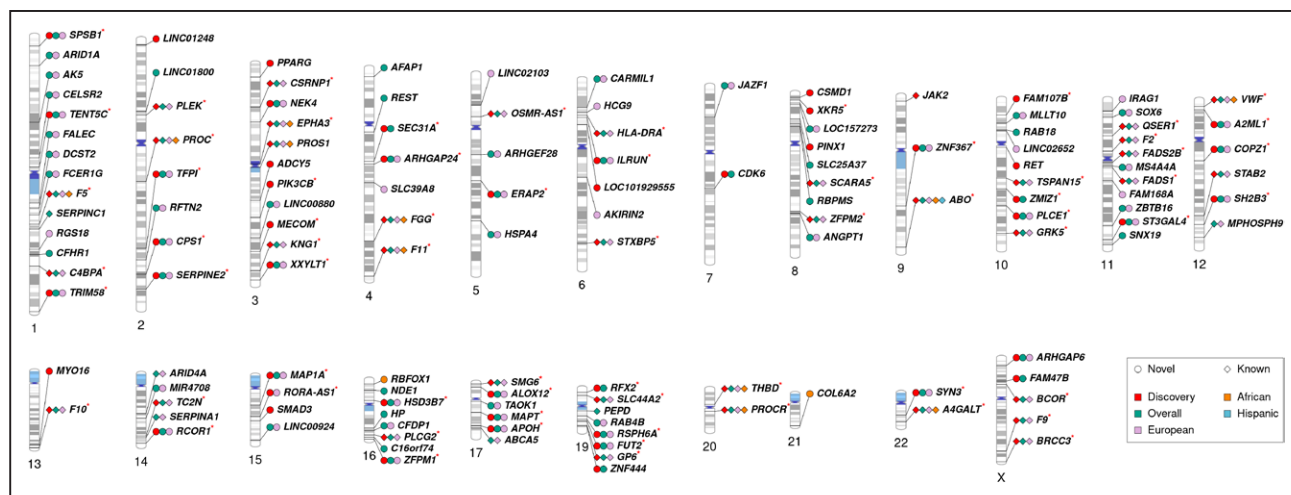 SPSB1*
ARID1A
AK5
CELSR2
TENT5C*
FALEC
DCST2
FCER1G
F5*
SERPINC1
RGS18
CFHR1
C4BPA*
TRIM58*
1
LINC01248
LINC01800
PLEK*
PROC*
TFPI*
RFTN2
CPS1*
SERPINE2*
2
PPARG
CSRNP1*
NEK4
EPHA3*
PROS1
ADCY5
PIK3CB*
LINC00880
MECOM*
KNG1*
XXYLT1*
3
AFAP1
REST
SEC31A*
ARHGAP24*
SLC39A8
FGG*
F11*
4
LINC02103
OSMR-AS1*
ARHGEF28
ERAP2*
HSPA4
5
CARMIL1
HCG9
HLA-DRA*
ILRUN*
LOC101929555
AKIRIN2
STXBP5*
6
JAZF1
CDK6
7
CSMD1
XKR5*
LOC157273
PINX1
SLC25A37
SCARA5*
RBPMS
ZFPM2*
ANGPT1
8
JAK2
ZNF367*
ABO*
9
FAM107B*
MLLT10
RAB18
LINC02652
RET
TSPAN15*
ZMIZ1*
PLCE1*
GRK5*
10
IRAG1
SOX6
QSER1*
F2*
FADS2B*
MS4A4A
FADS1*
FAM168A
ZBTB16
ST3GAL4*
SNX19
11
VWF*
A2ML1*
COPZ1*
STAB2
SH2B3*
MPHOSPH9
12
MYO16
F10*
13
ARID4A
MIR4708
TC2N*
SERPINA1
RCOR1*
14
MAP1A*
RORA-AS1*
SMAD3
LINC00924
15
RBFOX1
NDE1
HSD3B7*
HP
CFDP1
PLCG2*
C16orf74
ZFPM1*
16
SMG6*
ALOX12*
TAOK1
MAPT*
APOH*
ABCA5
17
RFX2*
SLC44A2*
PEPD
RAB4B
RSPH6A*
FUT2*
GP6*
ZNF444
19
THBD*
PROCR*
20
COL6A2
21
SYN3*
A4GALT*
22
ARHGAP6
FAM47B
BCOR*
F9*
BRCC3*
X
Novel Known
Discovery African
Overall Hispanic
European